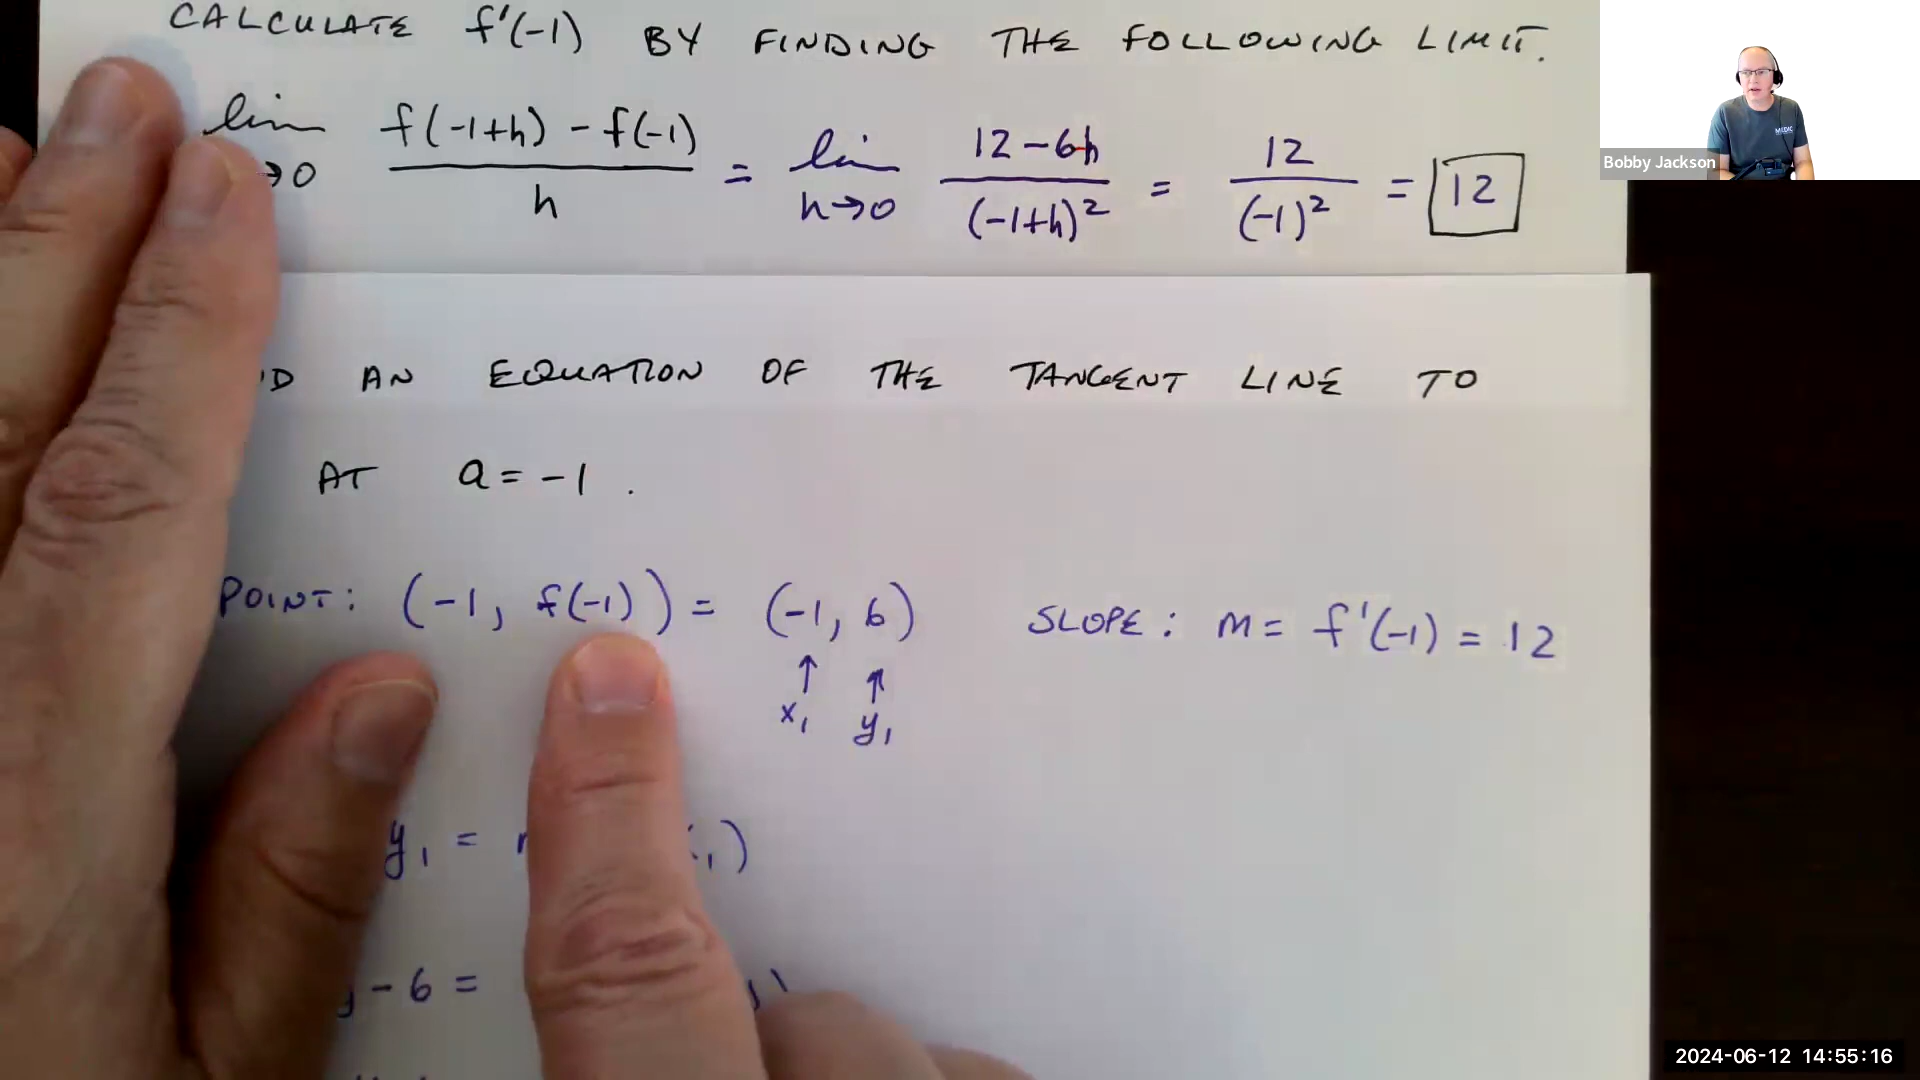 CALCULATE f'(-1) BY FINDING THE FOLLOWING LIMIT.
lim →0 f(-1+h) - f(-1) / h = lim h→0 12-6h / (-1+h)² = 12 / (-1)² = 12
Bobby Jackson
AN EQUATION OF THE TANGENT LINE TO
AT a = -1 .
POINT: (-1, f(-1)) = (-1, 6) SLOPE: m = f'(-1) = 12
↑ ↑
x₁ y₁
y₁ =
- 6 =
2024-06-12 14:55:16